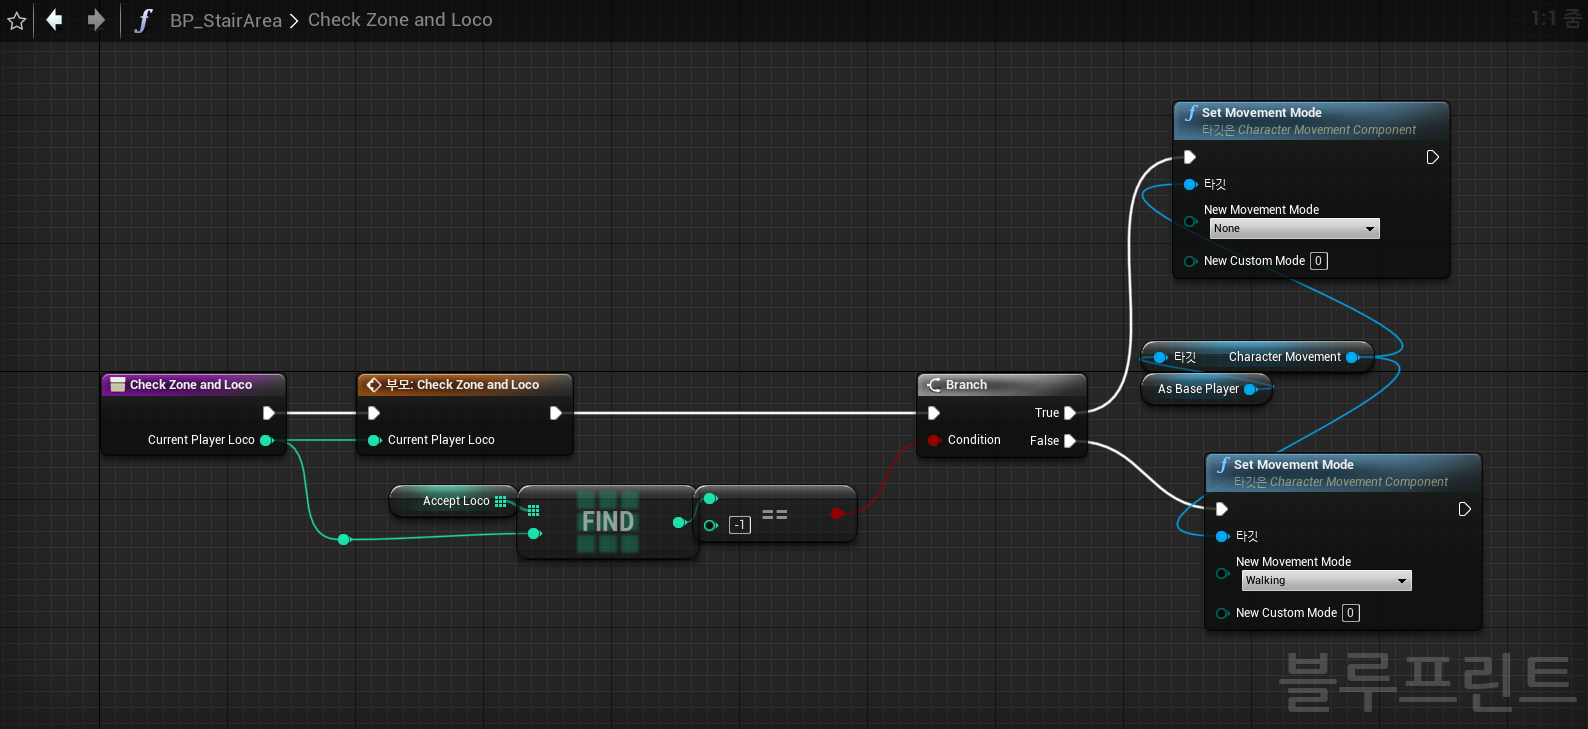 BP_StairArea > Check Zone and Loco
1:1 줌
Set Movement Mode
타깃은 Character Movement Component
타깃
New Movement Mode
None
New Custom Mode 0
타깃 Character Movement
As Base Player
Check Zone and Loco
Current Player Loco
부모: Check Zone and Loco
Current Player Loco
Branch
True
Condition
False
Accept Loco
FIND
-1
==
Set Movement Mode
타깃은 Character Movement Component
타깃
New Movement Mode
Walking
New Custom Mode 0
블루프린트